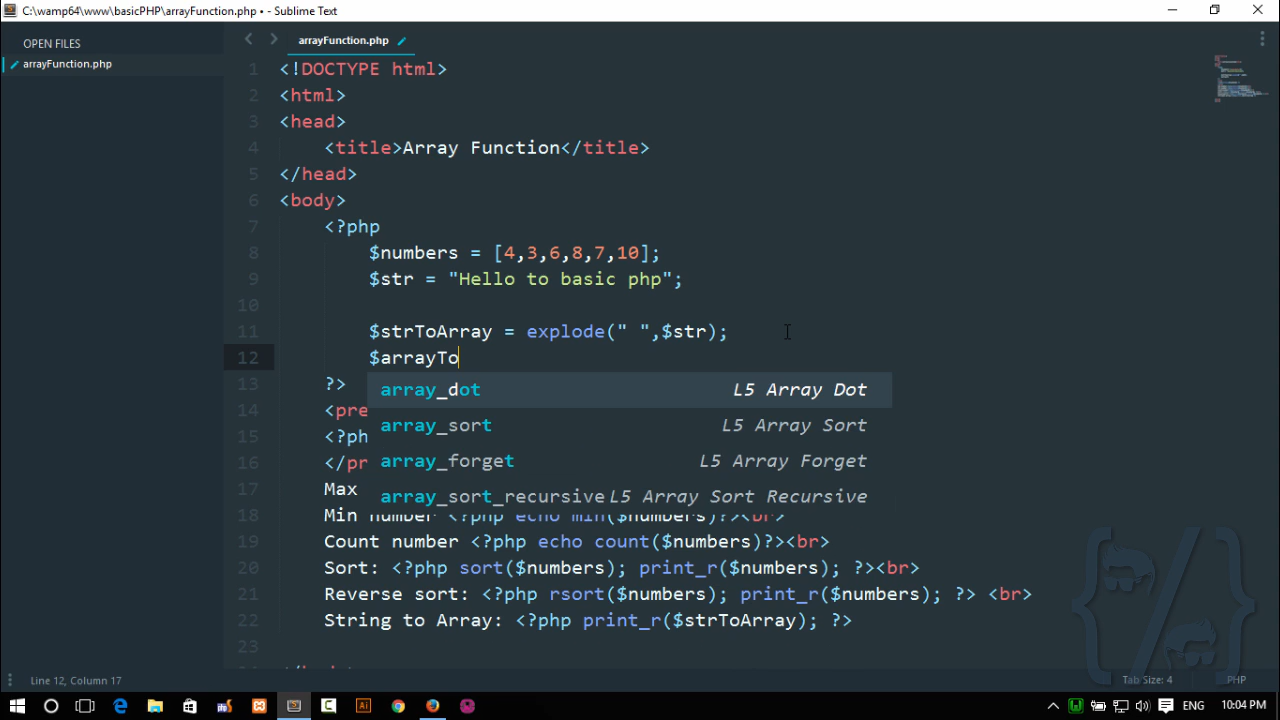 C:\wamp64\www\basicPHP\arrayFunction.php • - Sublime Text
OPEN FILES
arrayFunction.php
arrayFunction.php
1 <!DOCTYPE html>
2 <html>
3 <head>
4 <title>Array Function</title>
5 </head>
6 <body>
7 <?php
8 $numbers = [4,3,6,8,7,10];
9 $str = "Hello to basic php";
10
11 $strToArray = explode(" ",$str);
12 $arrayTo
array_dot L5 Array Dot
array_sort L5 Array Sort
array_forget L5 Array Forget
array_sort_recursive L5 Array Sort Recursive
13 ?>
14 <pre
15 <?ph
16 </pr
17 Max
18 Min number <?php echo min($numbers)?><br>
19 Count number <?php echo count($numbers)?><br>
20 Sort: <?php sort($numbers); print_r($numbers); ?><br>
21 Reverse sort: <?php rsort($numbers); print_r($numbers); ?> <br>
22 String to Array: <?php print_r($strToArray); ?>
23
Line 12, Column 17
Tab Size: 4
PHP
ENG
10:04 PM